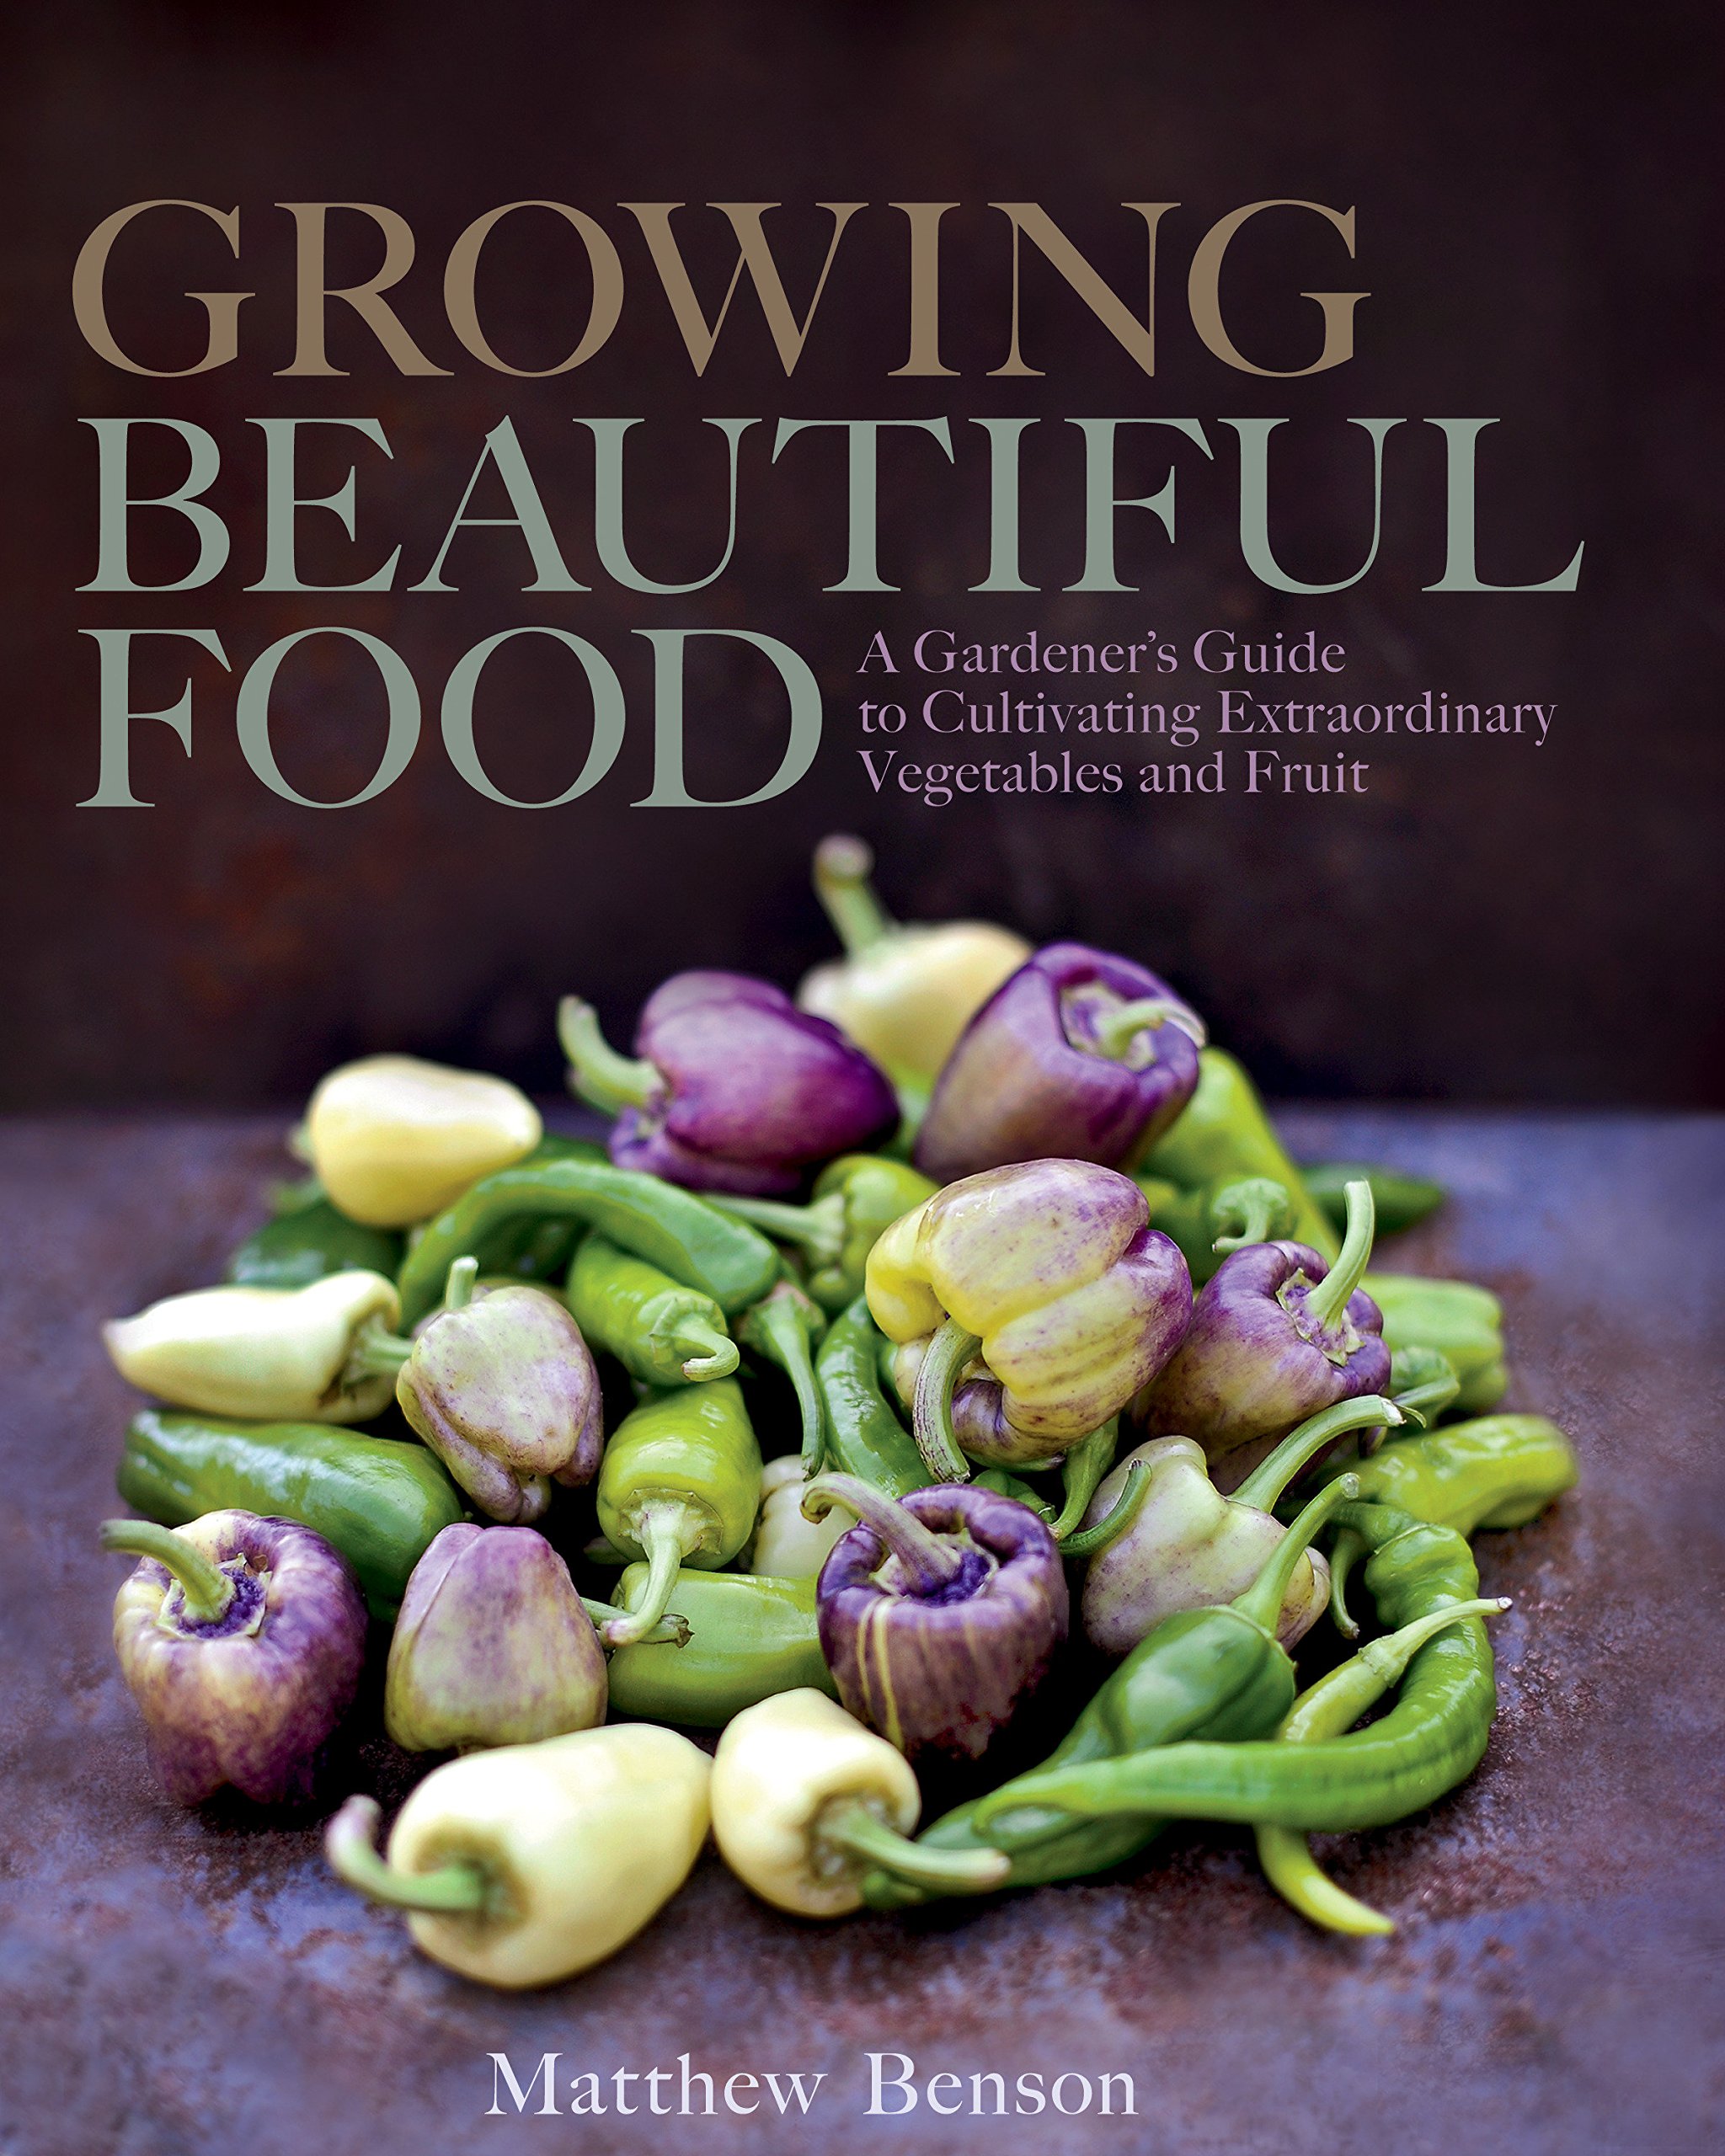 GROWING
BEAUTIFUL
FOOD
A Gardener's Guide
to Cultivating Extraordinary
Vegetables and Fruit
Matthew Benson